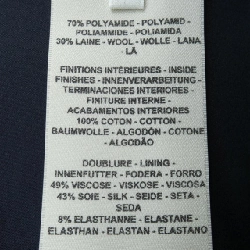 70% POLYAMIDE - POLYAMID -
POLIAMMIDE - POLIAMIDA
30% LAINE - WOOL - WOLLE - LANA
- LÃ
FINITIONS INTÉRIEURES - INSIDE
FINISHES - INNENVERARBEITUNG -
TERMINACIONES INTERIORES -
FINITURE INTERNE -
ACABAMENTOS INTERIORES
100% COTON - COTTON -
BAUMWOLLE - ALGODÓN - COTONE
- ALGODÃO
DOUBLURE - LINING -
INNENFUTTER - FODERA - FORRO
49% VISCOSE - VISKOSE - VISCOSA
43% SOIE - SILK - SEIDE - SETA -
SEDA
8% ELASTHANNE - ELASTANE -
ELASTHAN - ELASTAN - ELASTANO